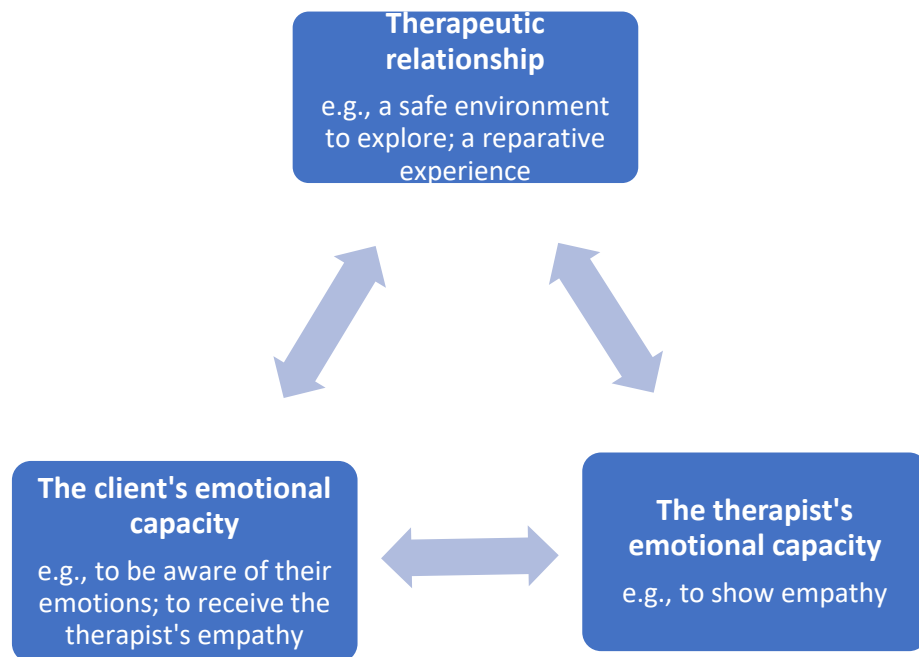 Therapeutic
relationship
e.g., a safe environment
to explore; a reparative
experience
The client's emotional
capacity
e.g., to be aware of their
emotions; to receive the
therapist's empathy
The therapist's
emotional capacity
e.g., to show empathy